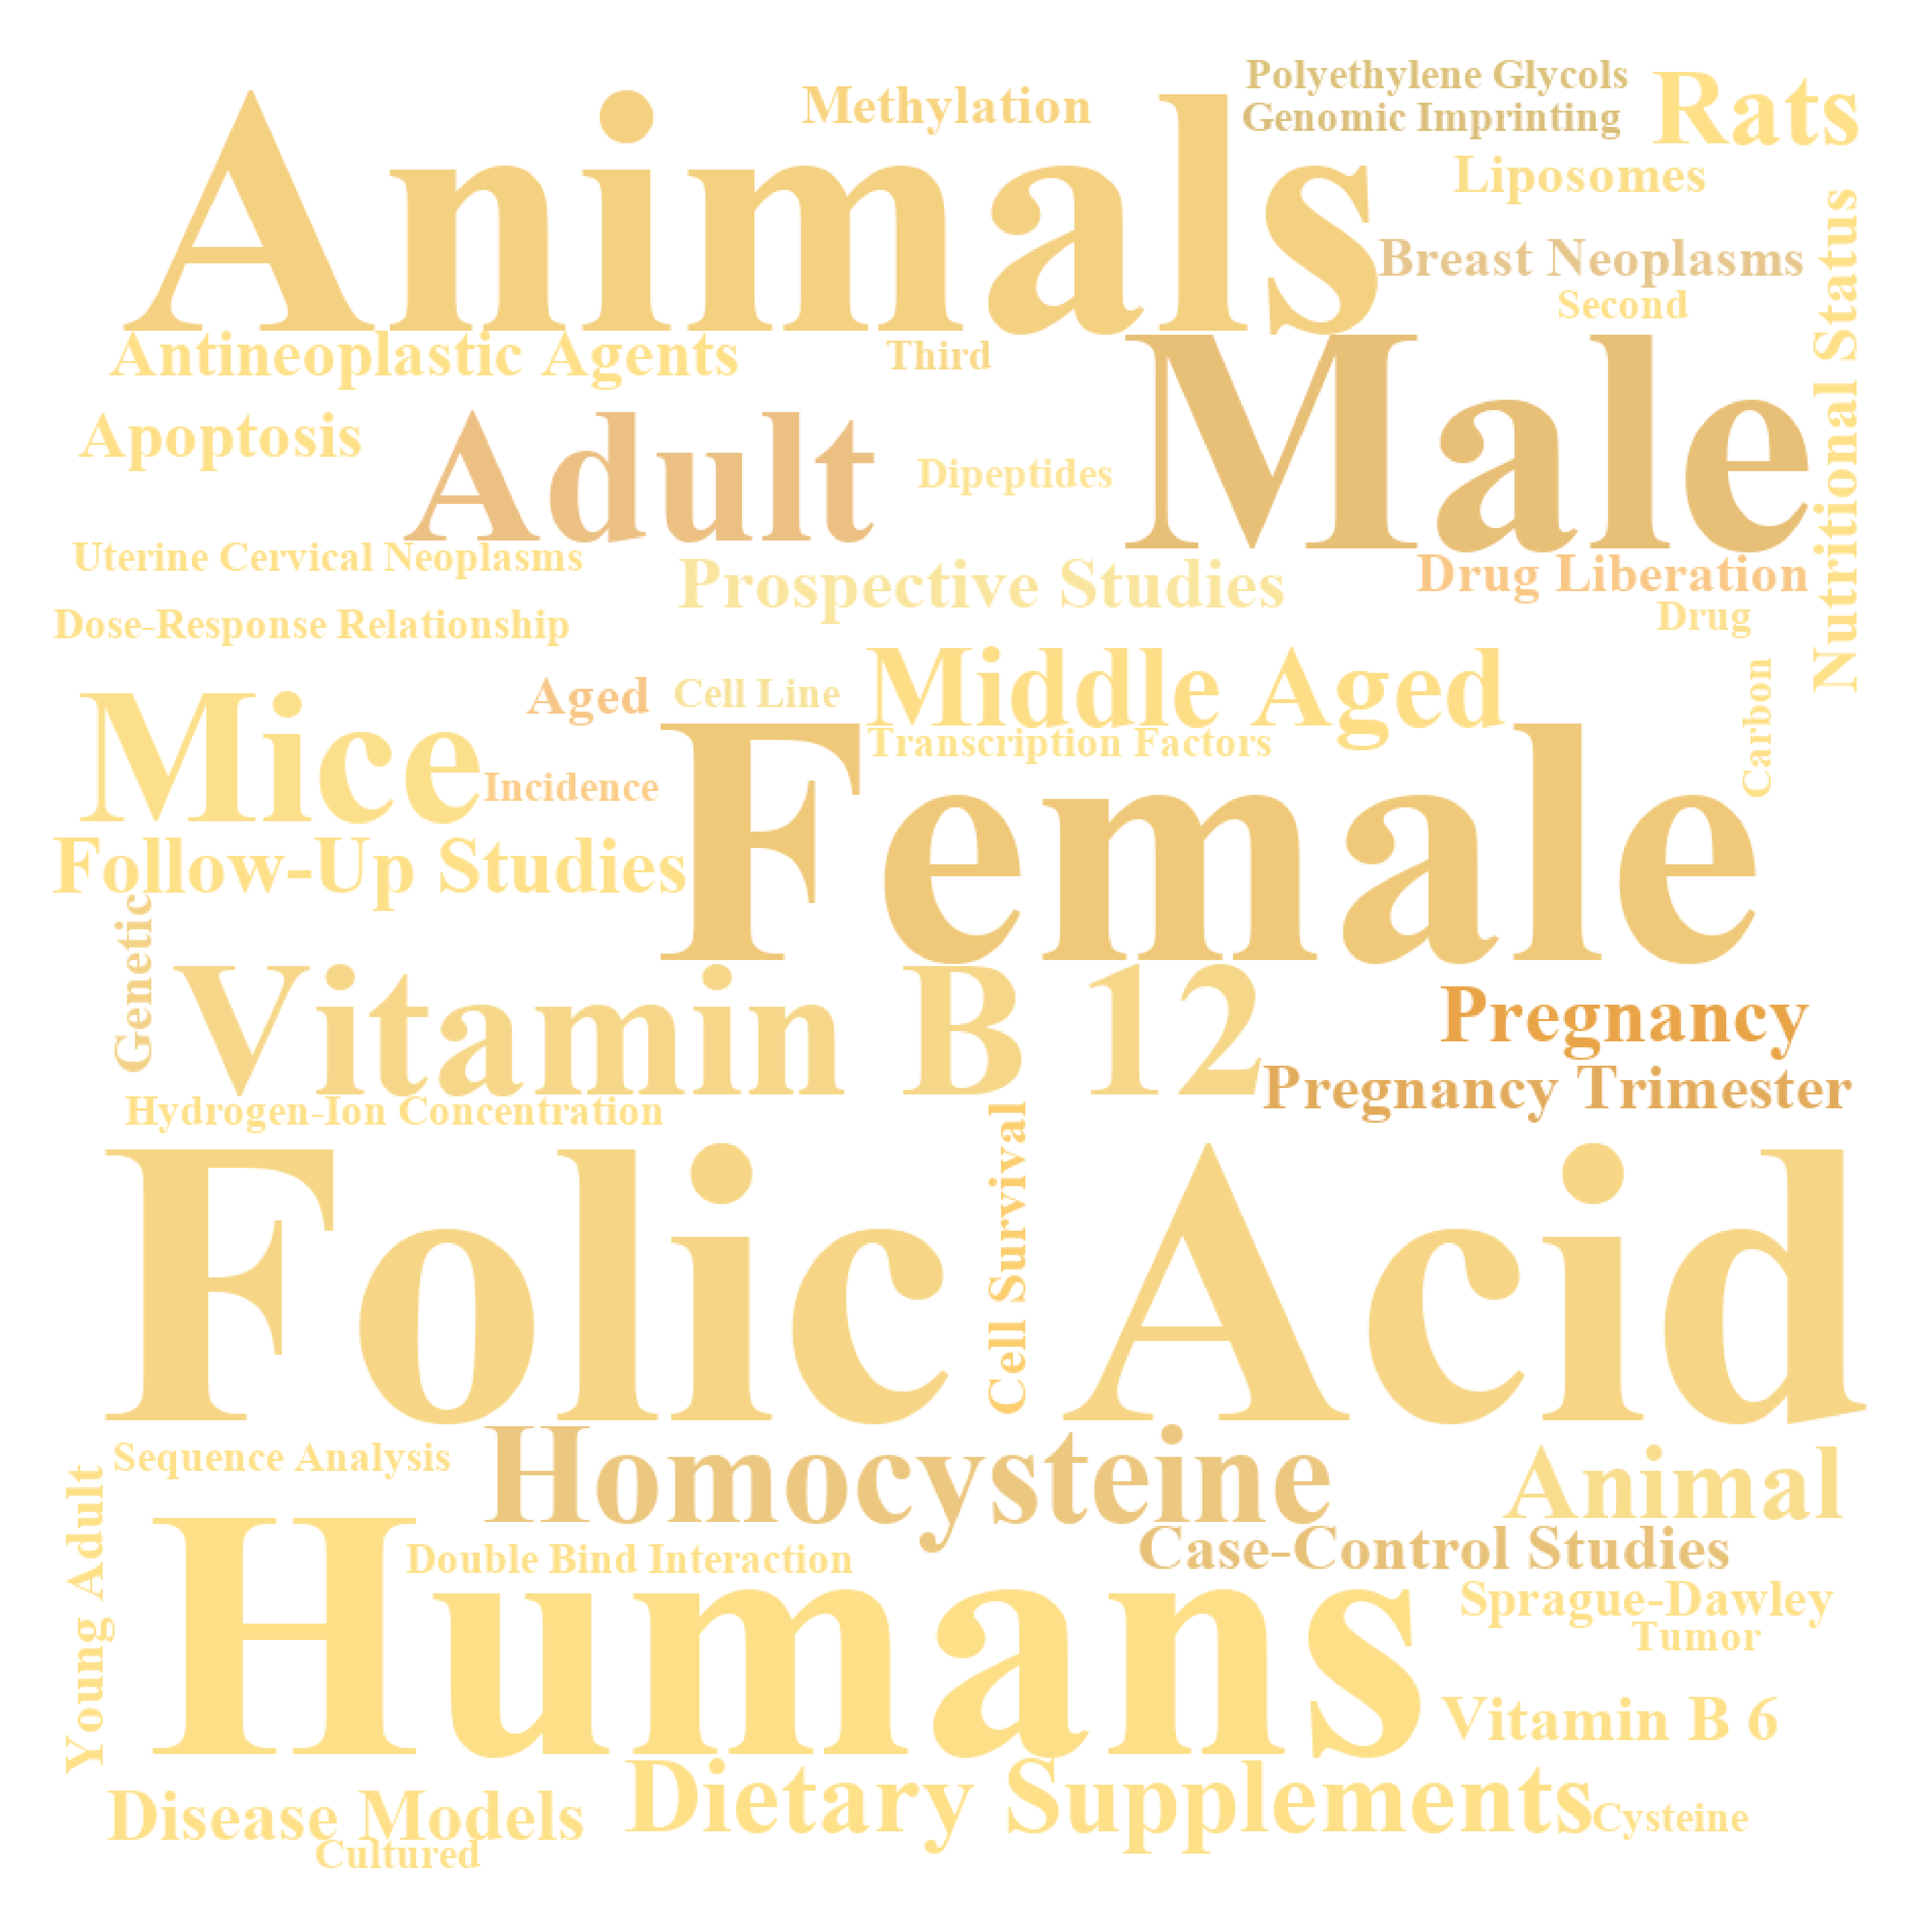 Polyethylene Glycols
Methylation
Rats
Genomic Imprinting
Animals
Liposomes
Breast Neoplasms
Second
Nutritional Status
Antineoplastic Agents
Third
Male
Apoptosis
Adult
Dipeptides
Uterine Cervical Neoplasms
Prospective Studies
Drug Liberation
Dose-Response Relationship
Drug
Mice
Aged
Cell Line
Middle Aged
Carbon
Transcription Factors
Incidence
Female
Follow-Up Studies
Genetic
Vitamin B 12
Pregnancy
Pregnancy Trimester
Hydrogen-Ion Concentration
Cell Survival
Folic Acid
Sequence Analysis
Homocysteine
Animal
Young Adult
Double Bind Interaction
Case-Control Studies
Humans
Sprague-Dawley
Tumor
Vitamin B 6
Disease Models
Dietary Supplements
Cysteine
Cultured